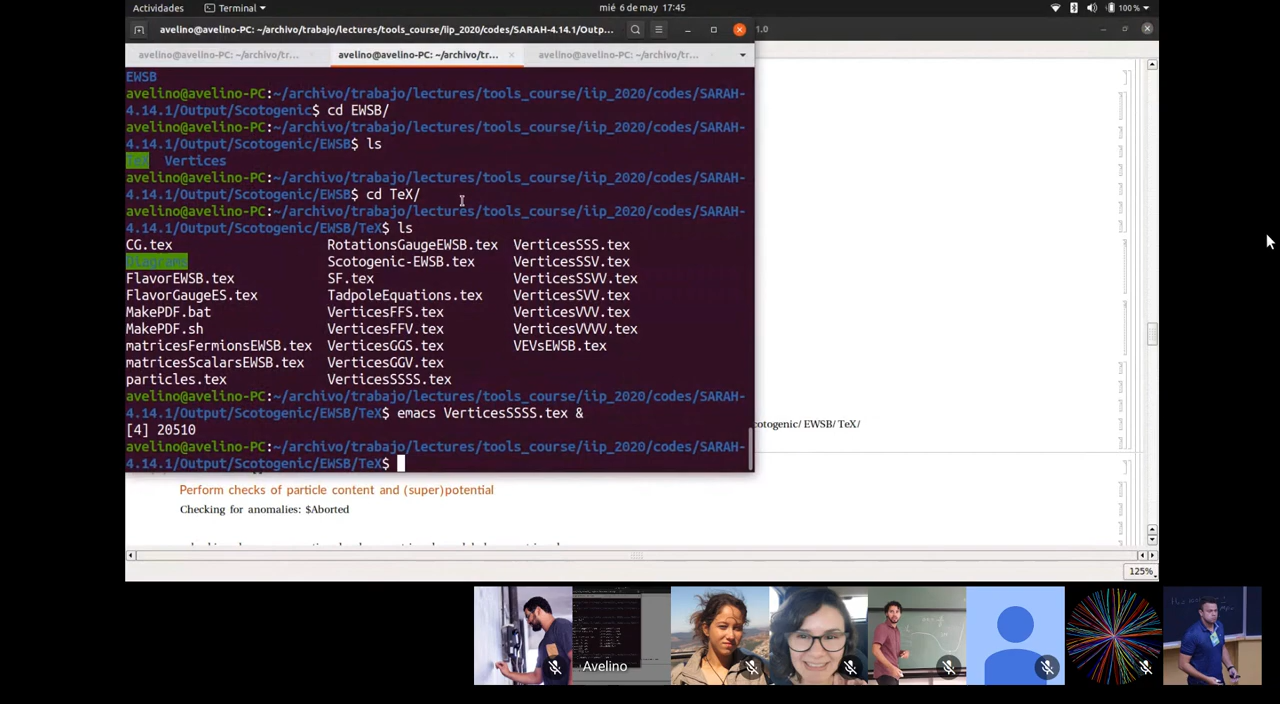 Actividades
Terminal
mié 6 de may 17:45
100 %
avelino@avelino-PC: ~/archivo/trabajo/lectures/tools_course/iip_2020/codes/SARAH-4.14.1/Outp...
1.0
avelino@avelino-PC: ~/archivo/tr...
avelino@avelino-PC: ~/archivo/tr...
avelino@avelino-PC: ~/archivo/tr...
EWSB
avelino@avelino-PC:~/archivo/trabajo/lectures/tools_course/iip_2020/codes/SARAH-
4.14.1/Output/Scotogenic$ cd EWSB/
avelino@avelino-PC:~/archivo/trabajo/lectures/tools_course/iip_2020/codes/SARAH-
4.14.1/Output/Scotogenic/EWSB$ ls
TeX Vertices
avelino@avelino-PC:~/archivo/trabajo/lectures/tools_course/iip_2020/codes/SARAH-
4.14.1/Output/Scotogenic/EWSB$ cd TeX/
avelino@avelino-PC:~/archivo/trabajo/lectures/tools_course/iip_2020/codes/SARAH-
4.14.1/Output/Scotogenic/EWSB/TeX$ ls
CG.tex RotationsGaugeEWSB.tex VerticesSSS.tex
Diagrams Scotogenic-EWSB.tex VerticesSSV.tex
FlavorEWSB.tex SF.tex VerticesSSVV.tex
FlavorGaugeES.tex TadpoleEquations.tex VerticesSVV.tex
MakePDF.bat VerticesFFS.tex VerticesVVV.tex
MakePDF.sh VerticesFFV.tex VerticesVVVV.tex
matricesFermionsEWSB.tex VerticesGGS.tex VEVsEWSB.tex
matricesScalarsEWSB.tex VerticesGGV.tex
particles.tex VerticesSSSS.tex
avelino@avelino-PC:~/archivo/trabajo/lectures/tools_course/iip_2020/codes/SARAH-
4.14.1/Output/Scotogenic/EWSB/TeX$ emacs VerticesSSSS.tex &
[4] 20510
avelino@avelino-PC:~/archivo/trabajo/lectures/tools_course/iip_2020/codes/SARAH-
4.14.1/Output/Scotogenic/EWSB/TeX$
cotogenic/ EWSB/ TeX/
Perform checks of particle content and (super)potential
Checking for anomalies: $Aborted
125%
Avelino